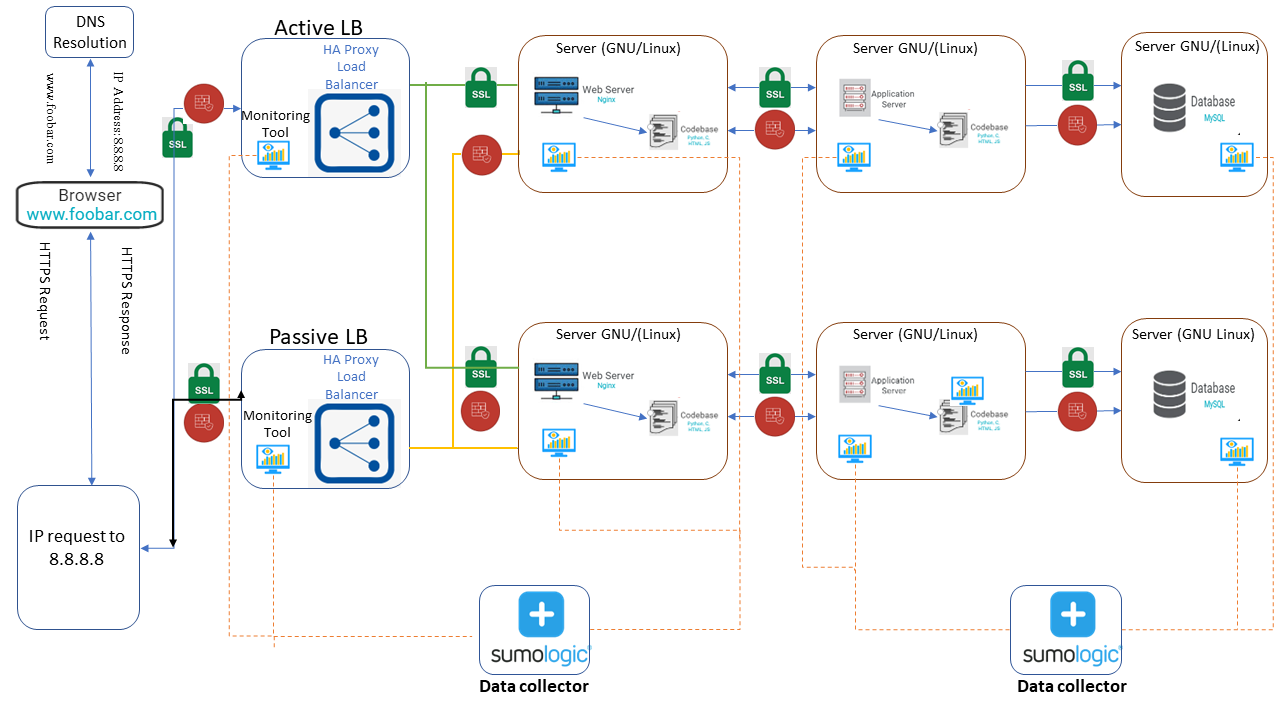 DNS
Resolution
www.foobar.com
IP Address:8.8.8.8
Browser
www.foobar.com
HTTPS Request
HTTPS Response
IP request to
8.8.8.8
SSL
SSL
Active LB
HA Proxy
Load
Balancer
Monitoring
Tool
Passive LB
HA Proxy
Load
Balancer
Monitoring
Tool
SSL
SSL
Server (GNU/Linux)
Web Server
Nginx
Codebase
Python, C,
HTML, JS
SSL
Server GNU/(Linux)
Application
Server
Codebase
Python, C,
HTML, JS
SSL
Server GNU/(Linux)
Database
MySQL
.
Server GNU/(Linux)
Web Server
Nginx
Codebase
Python, C,
HTML, JS
SSL
Server (GNU/Linux)
Application
Server
Codebase
Python, C,
HTML, JS
SSL
Server (GNU Linux)
Database
MySQL
.
sumologic
Data collector
sumologic
Data collector